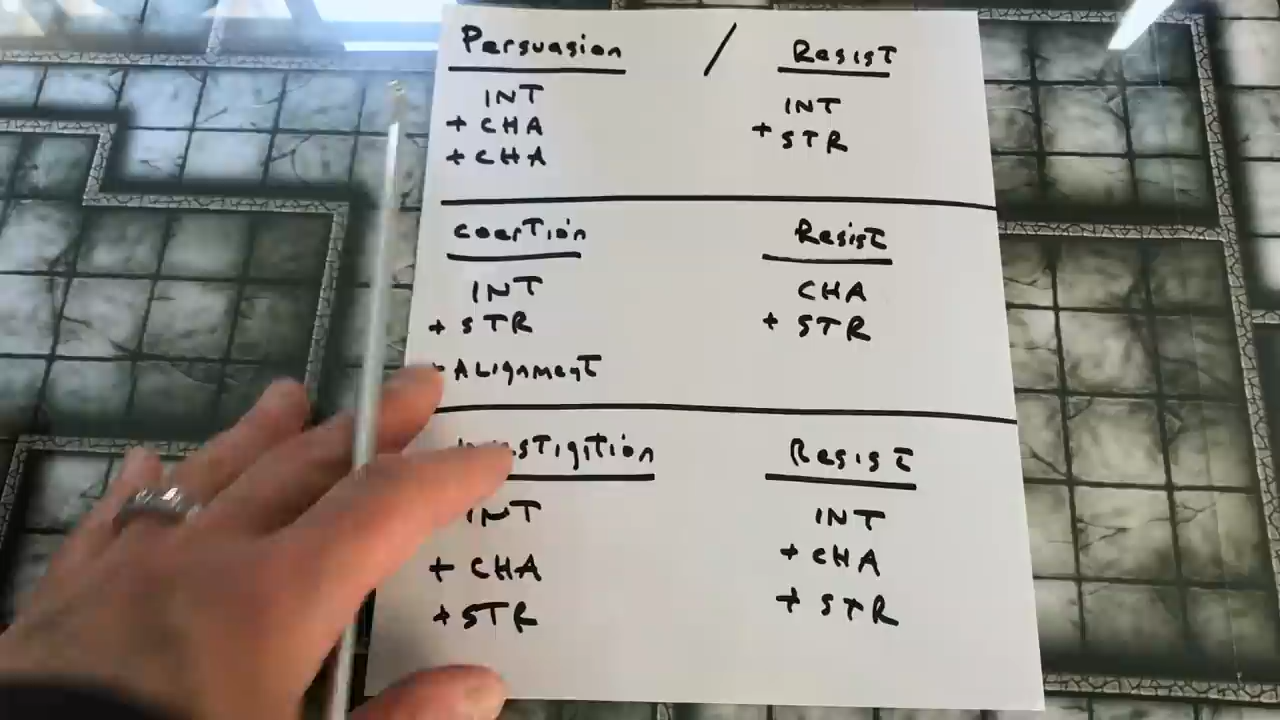 Persuasion / Resist
INT INT
+ CHA + STR
+ CHA
Coertion Resist
INT CHA
+ STR + STR
+ ALignmenT
Resist
INT INT
+ CHA + CHA
+ STR + STR